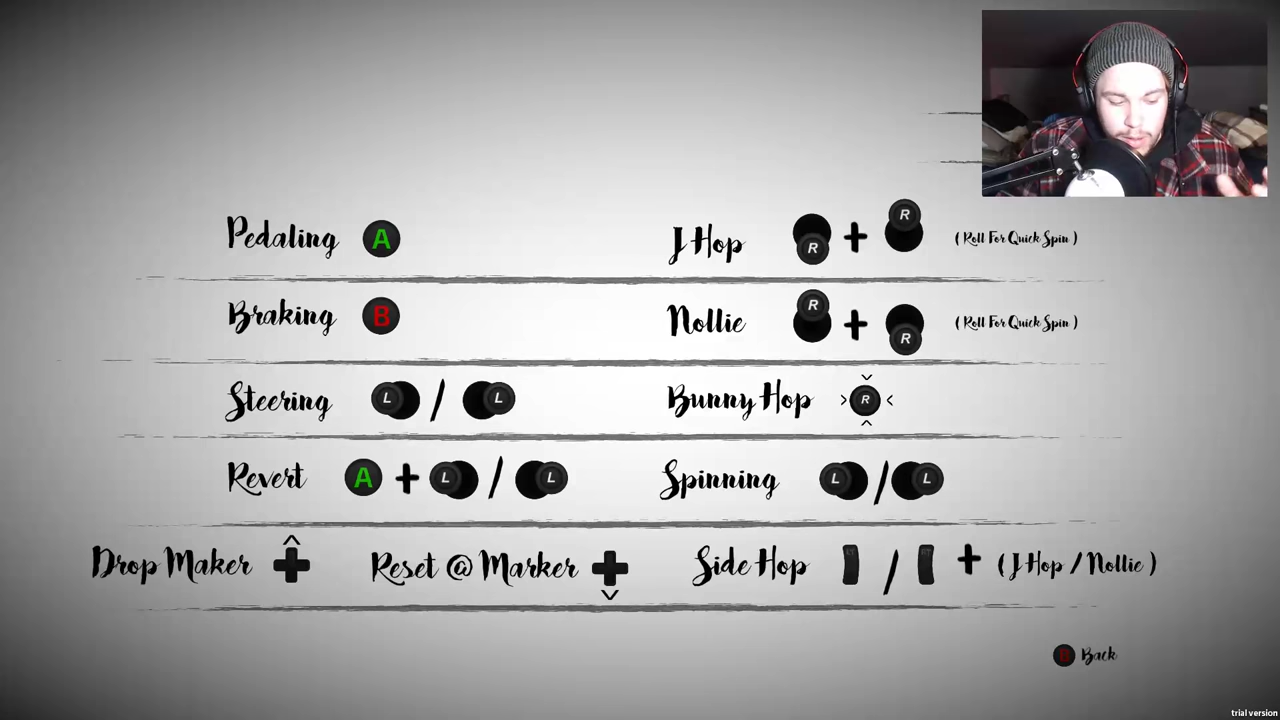 Pedaling A
J Hop R + R ( Roll For Quick Spin )
Braking B
Nollie R + R ( Roll For Quick Spin )
Steering L / L
Bunny Hop R
Revert A + L / L
Spinning L / L
Drop Maker
Reset @ Marker
Side Hop / + ( J Hop / Nollie )
B Back
trial version